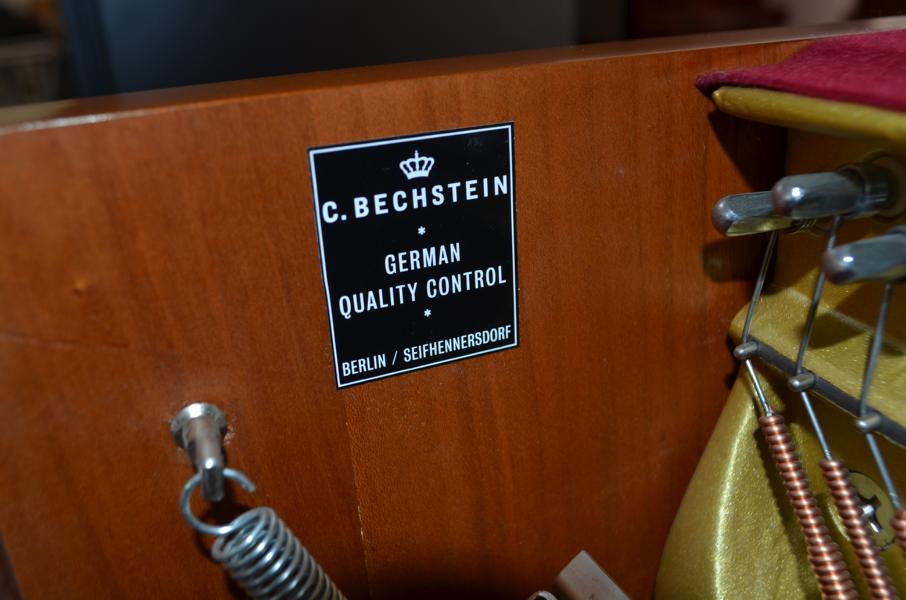 C. BECHSTEIN
*
GERMAN
QUALITY CONTROL
*
BERLIN / SEIFHENNERSDORF